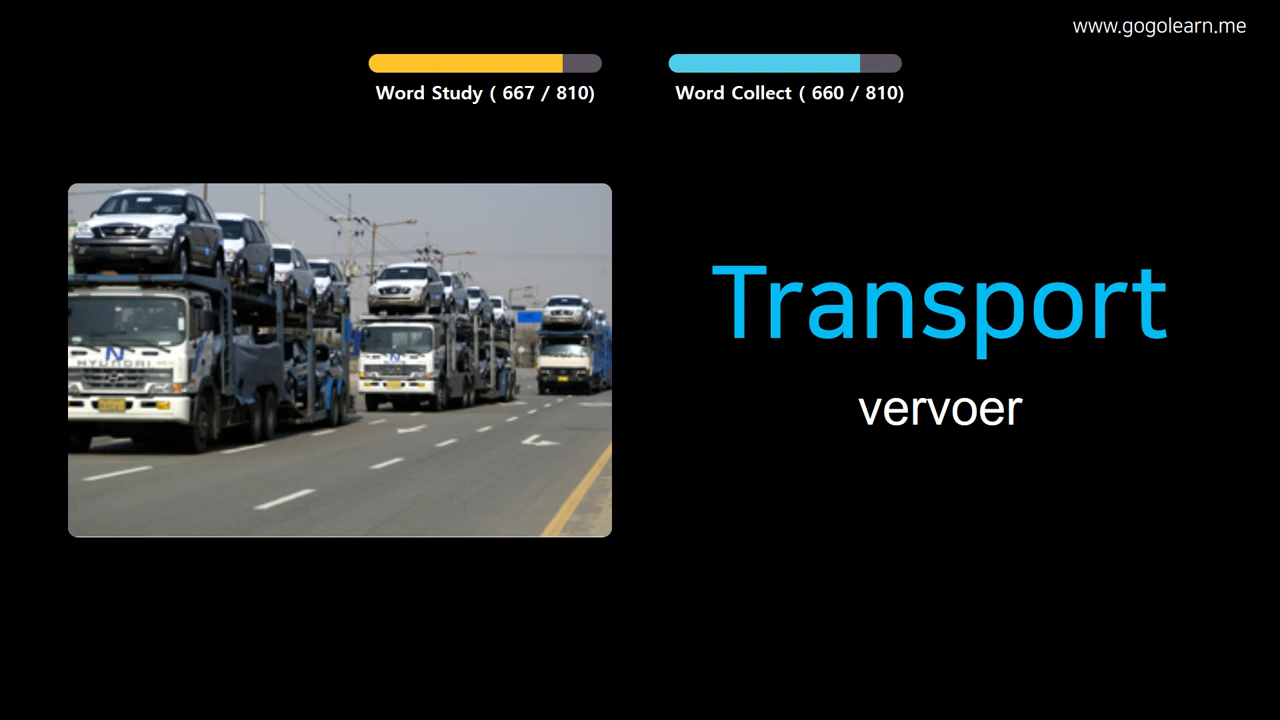 www.gogolearn.me
Word Study ( 667 / 810)
Word Collect ( 660 / 810)
Transport
vervoer
N
HYUNDAI